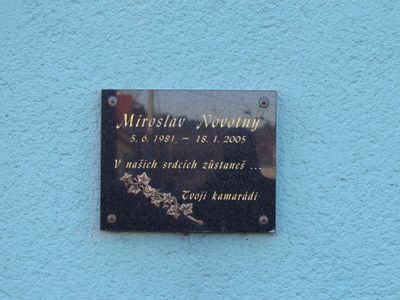 Miroslav Novotný
5. 6. 1981 – 18. 1. 2005
V našich srdcích zůstaneš ...
Tvoji kamarádi